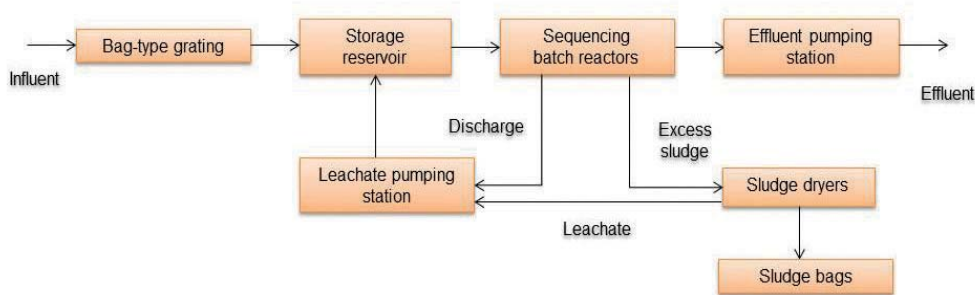 Influent
Bag-type grating
Storage
reservoir
Sequencing
batch reactors
Effluent pumping
station
Effluent
Discharge
Excess
sludge
Leachate pumping
station
Sludge dryers
Leachate
Sludge bags